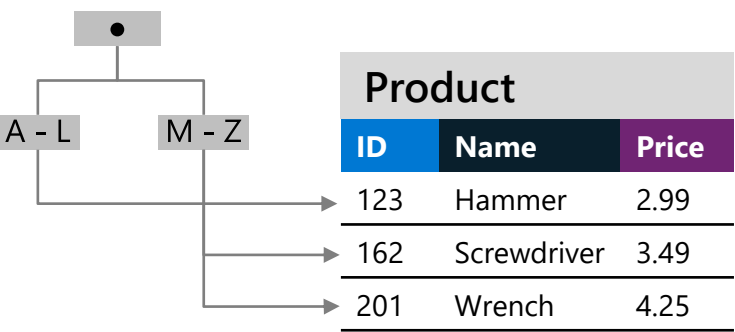 Product
A - L
M - Z
ID Name Price
123 Hammer 2.99
162 Screwdriver 3.49
201 Wrench 4.25